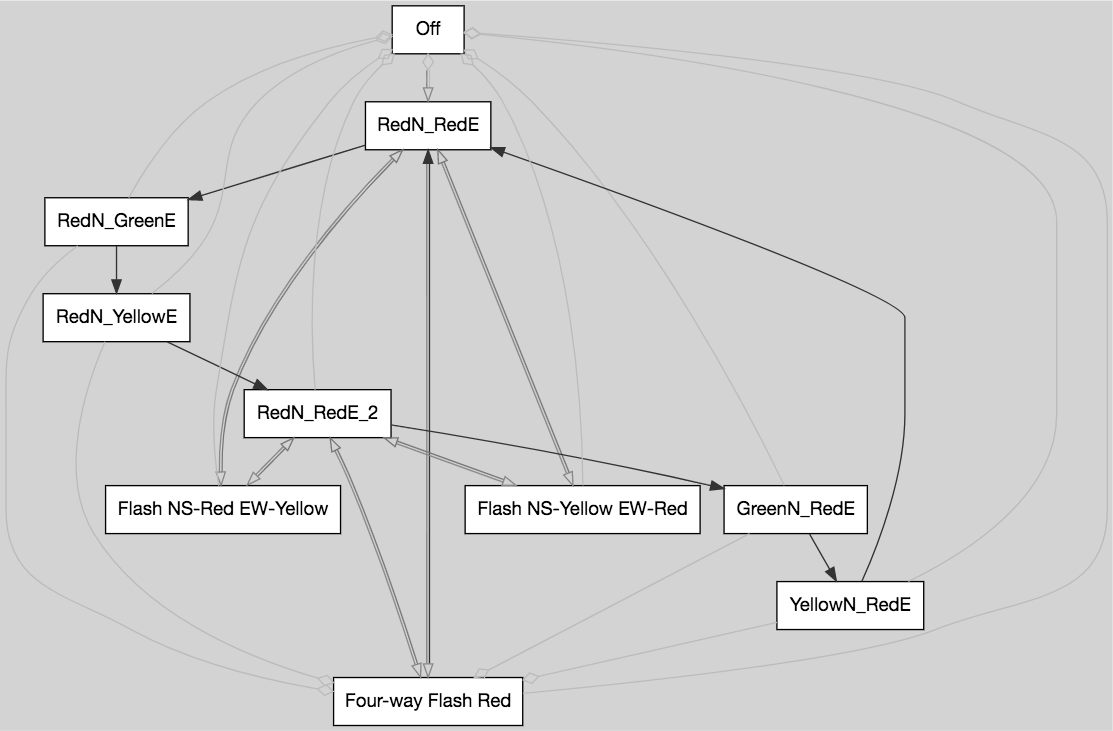 Off
RedN_RedE
RedN_GreenE
RedN_YellowE
RedN_RedE_2
Flash NS-Red EW-Yellow
Flash NS-Yellow EW-Red
GreenN_RedE
YellowN_RedE
Four-way Flash Red